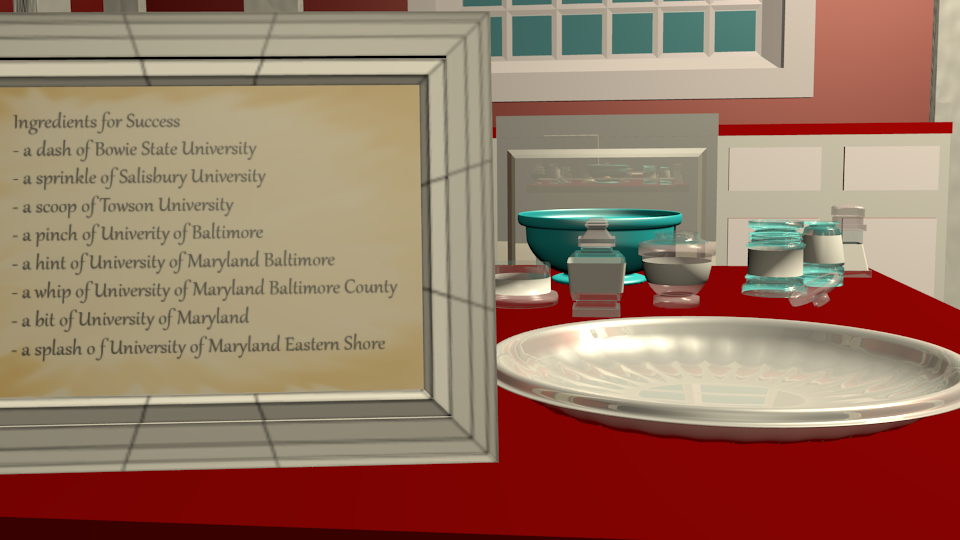 Ingredients for Success
- a dash of Bowie State University
- a sprinkle of Salisbury University
- a scoop of Towson University
- a pinch of Univerity of Baltimore
- a hint of University of Maryland Baltimore
- a whip of University of Maryland Baltimore County
- a bit of University of Maryland
- a splash of University of Maryland Eastern Shore